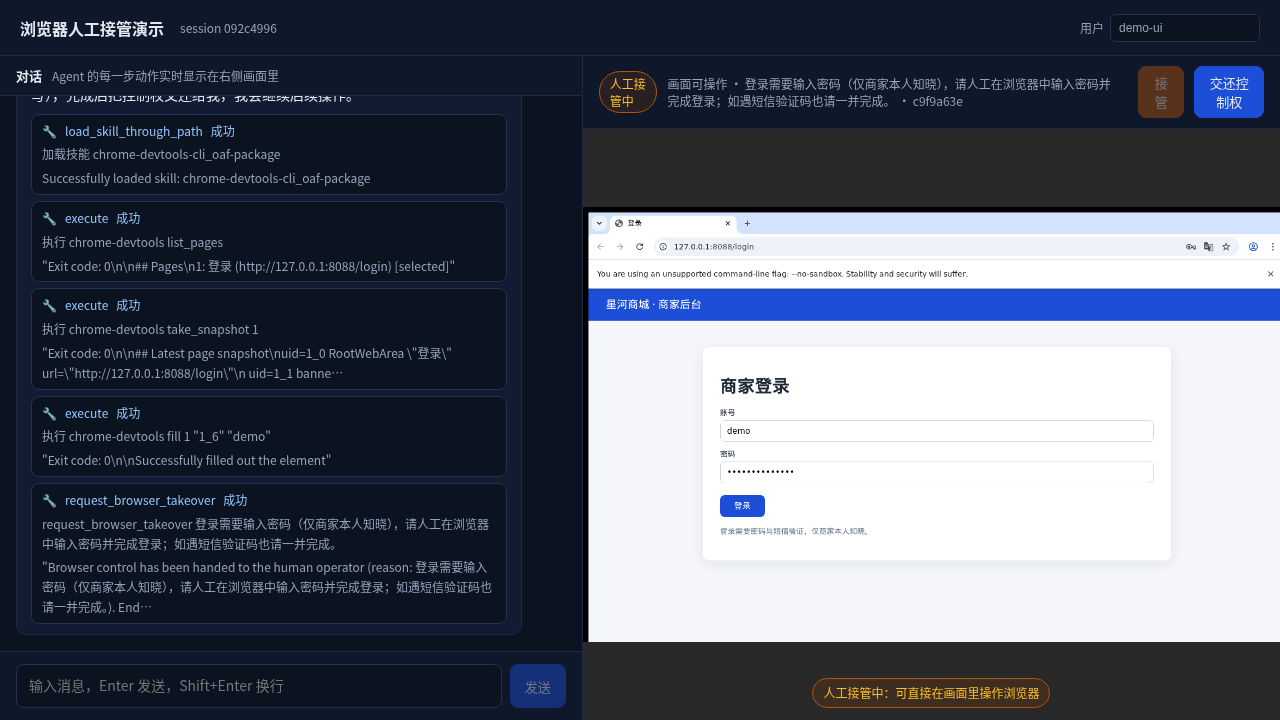 浏览器人工接管演示 session 092c4996
用户 demo-ui
对话 Agent 的每一步动作实时显示在右侧画面里
🔧 load_skill_through_path 成功
加载技能 chrome-devtools-cli_oaf-package
Successfully loaded skill: chrome-devtools-cli_oaf-package
🔧 execute 成功
执行 chrome-devtools list_pages
"Exit code: 0\n\n## Pages\n1: 登录 (http://127.0.0.1:8088/login) [selected]"
🔧 execute 成功
执行 chrome-devtools take_snapshot 1
"Exit code: 0\n\n## Latest page snapshot\nuid=1_0 RootWebArea \"登录\"
url=\"http://127.0.0.1:8088/login\"\n uid=1_1 banne…
🔧 execute 成功
执行 chrome-devtools fill 1 "1_6" "demo"
"Exit code: 0\n\nSuccessfully filled out the element"
🔧 request_browser_takeover 成功
request_browser_takeover 登录需要输入密码（仅商家本人知晓），请人工在浏览器
中输入密码并完成登录；如遇短信验证码也请一并完成。
"Browser control has been handed to the human operator (reason: 登录需要输入
密码（仅商家本人知晓），请人工在浏览器中输入密码并完成登录；如遇短信验证码也
请一并完成。). End…
输入消息，Enter 发送，Shift+Enter 换行
发送
人工接
管中
画面可操作 · 登录需要输入密码（仅商家本人知晓），请人工在浏览器中输入密码并
完成登录；如遇短信验证码也请一并完成。 · c9f9a63e
接
管
交还控
制权
登录
127.0.0.1:8088/login
You are using an unsupported command-line flag: --no-sandbox. Stability and security will suffer.
星河商城 · 商家后台
商家登录
账号
demo
密码
••••••••••••••
登录
登录需要密码与短信验证，仅商家本人知晓。
人工接管中：可直接在画面里操作浏览器